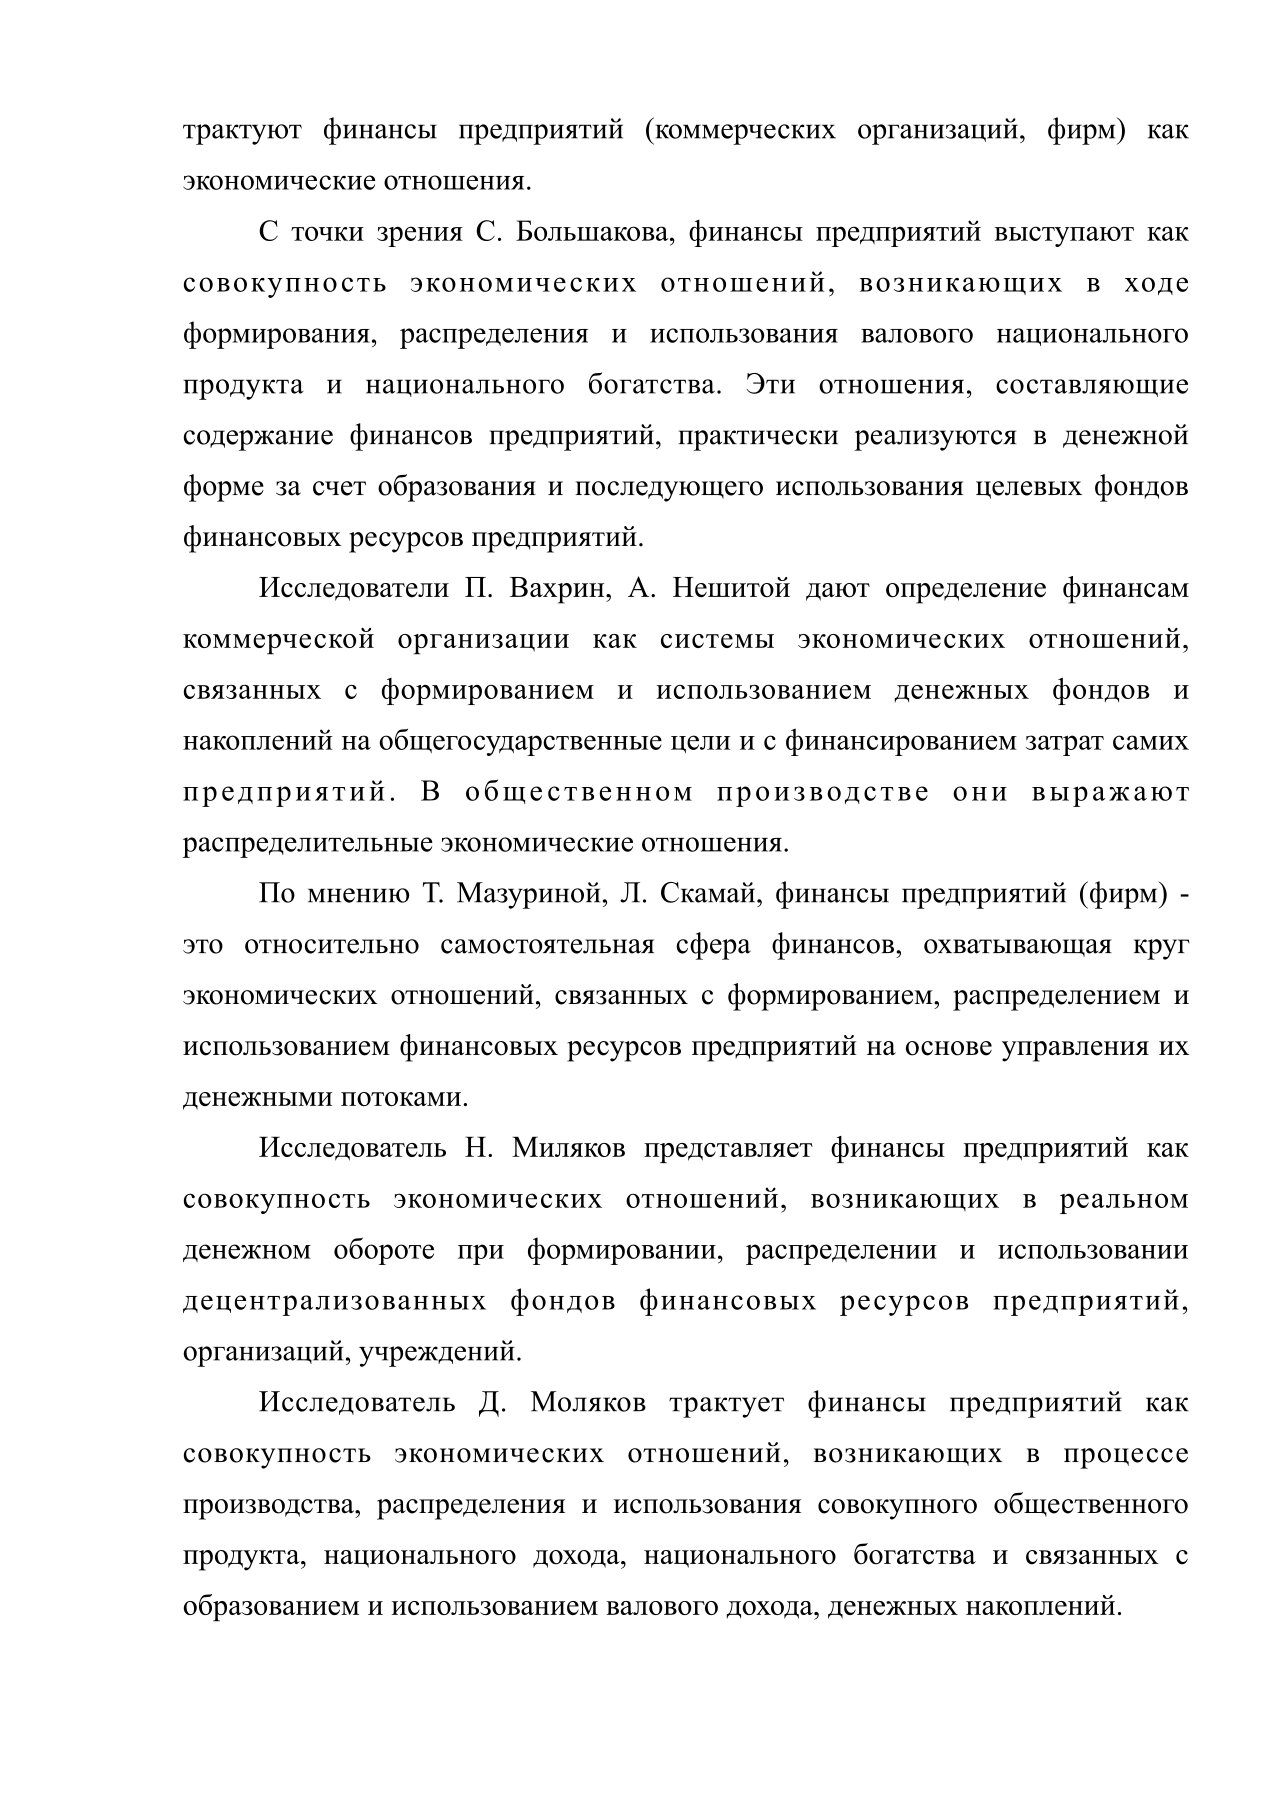 трактуют финансы предприятий (коммерческих организаций, фирм) как
экономические отношения.
С точки зрения С. Большакова, финансы предприятий выступают как
совокупность экономических отношений, возникающих в ходе
формирования, распределения и использования валового национального
продукта и национального богатства. Эти отношения, составляющие
содержание финансов предприятий, практически реализуются в денежной
форме за счет образования и последующего использования целевых фондов
финансовых ресурсов предприятий.
Исследователи П. Вахрин, А. Нешитой дают определение финансам
коммерческой организации как системы экономических отношений,
связанных с формированием и использованием денежных фондов и
накоплений на общегосударственные цели и с финансированием затрат самих
предприятий. В общественном производстве они выражают
распределительные экономические отношения.
По мнению Т. Мазуриной, Л. Скамай, финансы предприятий (фирм) -
это относительно самостоятельная сфера финансов, охватывающая круг
экономических отношений, связанных с формированием, распределением и
использованием финансовых ресурсов предприятий на основе управления их
денежными потоками.
Исследователь Н. Миляков представляет финансы предприятий как
совокупность экономических отношений, возникающих в реальном
денежном обороте при формировании, распределении и использовании
децентрализованных фондов финансовых ресурсов предприятий,
организаций, учреждений.
Исследователь Д. Моляков трактует финансы предприятий как
совокупность экономических отношений, возникающих в процессе
производства, распределения и использования совокупного общественного
продукта, национального дохода, национального богатства и связанных с
образованием и использованием валового дохода, денежных накоплений.